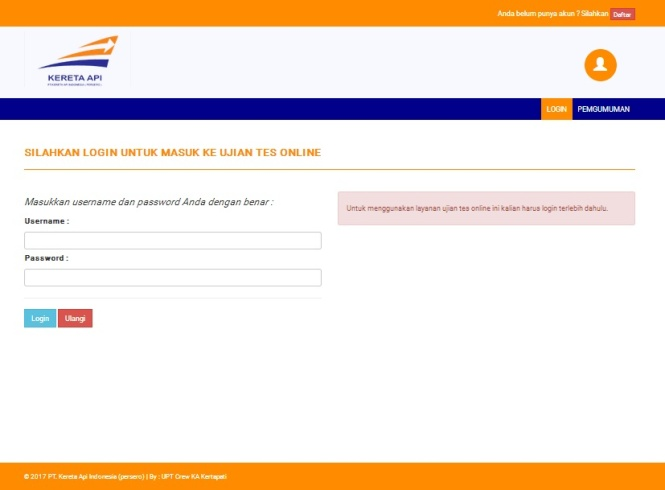 Anda belum punya akun ? Silahkan Daftar
KERETA API
LOGIN PEMGUMUMAN
SILAHKAN LOGIN UNTUK MASUK KE UJIAN TES ONLINE
Masukkan username dan password Anda dengan benar :
Untuk menggunakan layanan ujian tes online ini kalian harus login terlebih dahulu.
Username :
Password :
Login Ulangi
© 2017 PT. Kereta Api Indonesia (persero) | By : UPT Crew KA Kertapati